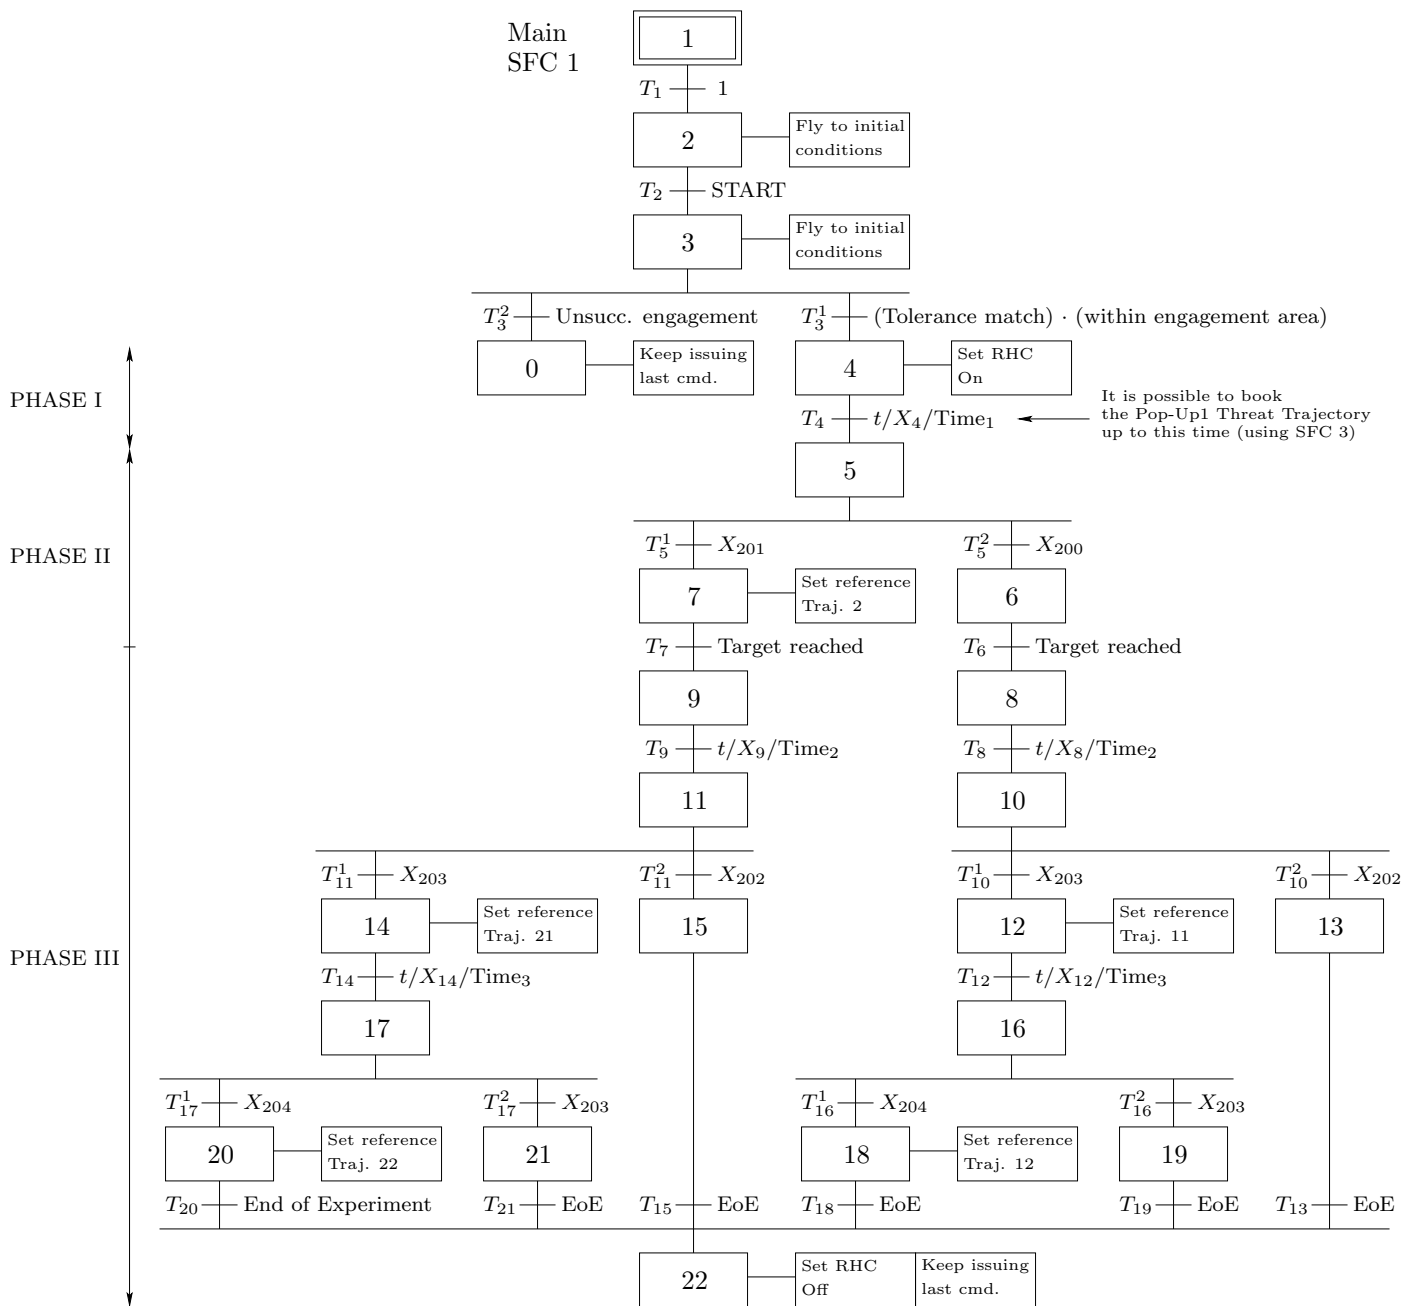 Main
SFC 1
1
T₁ 1
2
Fly to initial
conditions
T₂ START
3
Fly to initial
conditions
T₃² Unsucc. engagement
T₃¹ (Tolerance match) · (within engagement area)
0
Keep issuing
last cmd.
4
Set RHC
On
PHASE I
T₄ t/X₄/Time₁
It is possible to book
the Pop-Up1 Threat Trajectory
up to this time (using SFC 3)
5
PHASE II
T₅¹ X₂₀₁
T₅² X₂₀₀
7
Set reference
Traj. 2
6
T₇ Target reached
T₆ Target reached
9
8
T₉ t/X₉/Time₂
T₈ t/X₈/Time₂
11
10
T₁₁¹ X₂₀₃
T₁₁² X₂₀₂
T₁₀¹ X₂₀₃
T₁₀² X₂₀₂
14
Set reference
Traj. 21
15
12
Set reference
Traj. 11
13
PHASE III
T₁₄ t/X₁₄/Time₃
T₁₂ t/X₁₂/Time₃
17
16
T₁₇¹ X₂₀₄
T₁₇² X₂₀₃
T₁₆¹ X₂₀₄
T₁₆² X₂₀₃
20
Set reference
Traj. 22
21
18
Set reference
Traj. 12
19
T₂₀ End of Experiment
T₂₁ EoE
T₁₅ EoE
T₁₈ EoE
T₁₉ EoE
T₁₃ EoE
22
Set RHC
Off
Keep issuing
last cmd.